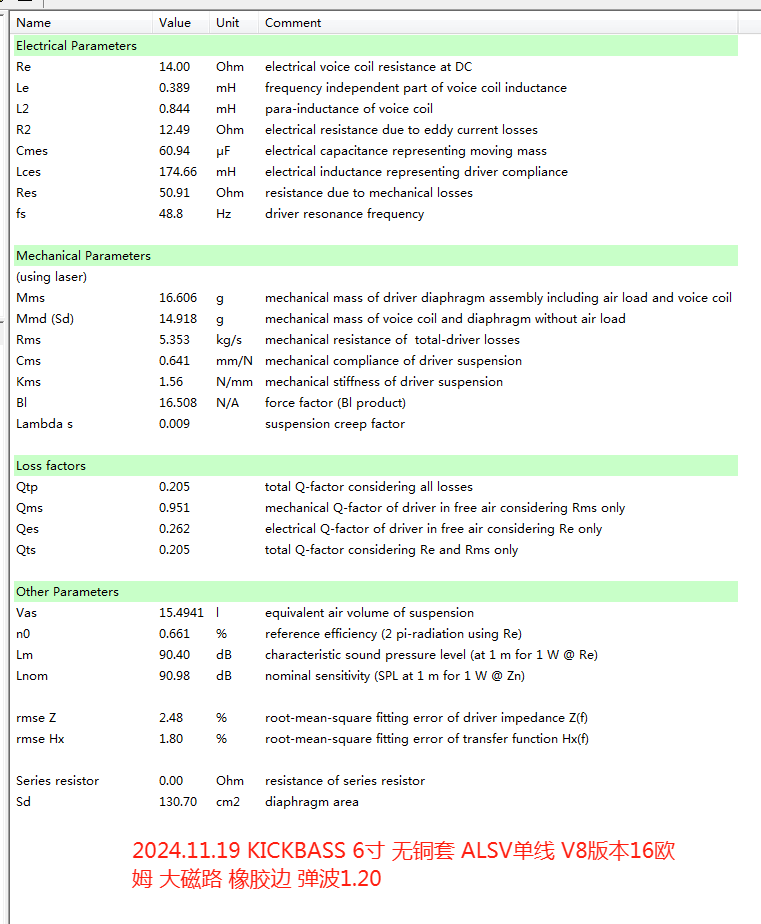 Name Value Unit Comment
Electrical Parameters
Re 14.00 Ohm electrical voice coil resistance at DC
Le 0.389 mH frequency independent part of voice coil inductance
L2 0.844 mH para-inductance of voice coil
R2 12.49 Ohm electrical resistance due to eddy current losses
Cmes 60.94 µF electrical capacitance representing moving mass
Lces 174.66 mH electrical inductance representing driver compliance
Res 50.91 Ohm resistance due to mechanical losses
fs 48.8 Hz driver resonance frequency
Mechanical Parameters
(using laser)
Mms 16.606 g mechanical mass of driver diaphragm assembly including air load and voice coil
Mmd (Sd) 14.918 g mechanical mass of voice coil and diaphragm without air load
Rms 5.353 kg/s mechanical resistance of total-driver losses
Cms 0.641 mm/N mechanical compliance of driver suspension
Kms 1.56 N/mm mechanical stiffness of driver suspension
Bl 16.508 N/A force factor (Bl product)
Lambda s 0.009 suspension creep factor
Loss factors
Qtp 0.205 total Q-factor considering all losses
Qms 0.951 mechanical Q-factor of driver in free air considering Rms only
Qes 0.262 electrical Q-factor of driver in free air considering Re only
Qts 0.205 total Q-factor considering Re and Rms only
Other Parameters
Vas 15.4941 l equivalent air volume of suspension
n0 0.661 % reference efficiency (2 pi-radiation using Re)
Lm 90.40 dB characteristic sound pressure level (at 1 m for 1 W @ Re)
Lnom 90.98 dB nominal sensitivity (SPL at 1 m for 1 W @ Zn)
rmse Z 2.48 % root-mean-square fitting error of driver impedance Z(f)
rmse Hx 1.80 % root-mean-square fitting error of transfer function Hx(f)
Series resistor 0.00 Ohm resistance of series resistor
Sd 130.70 cm2 diaphragm area
2024.11.19 KICKBASS 6寸 无铜套 ALSV单线 V8版本16欧
姆 大磁路 橡胶边 弹波1.20